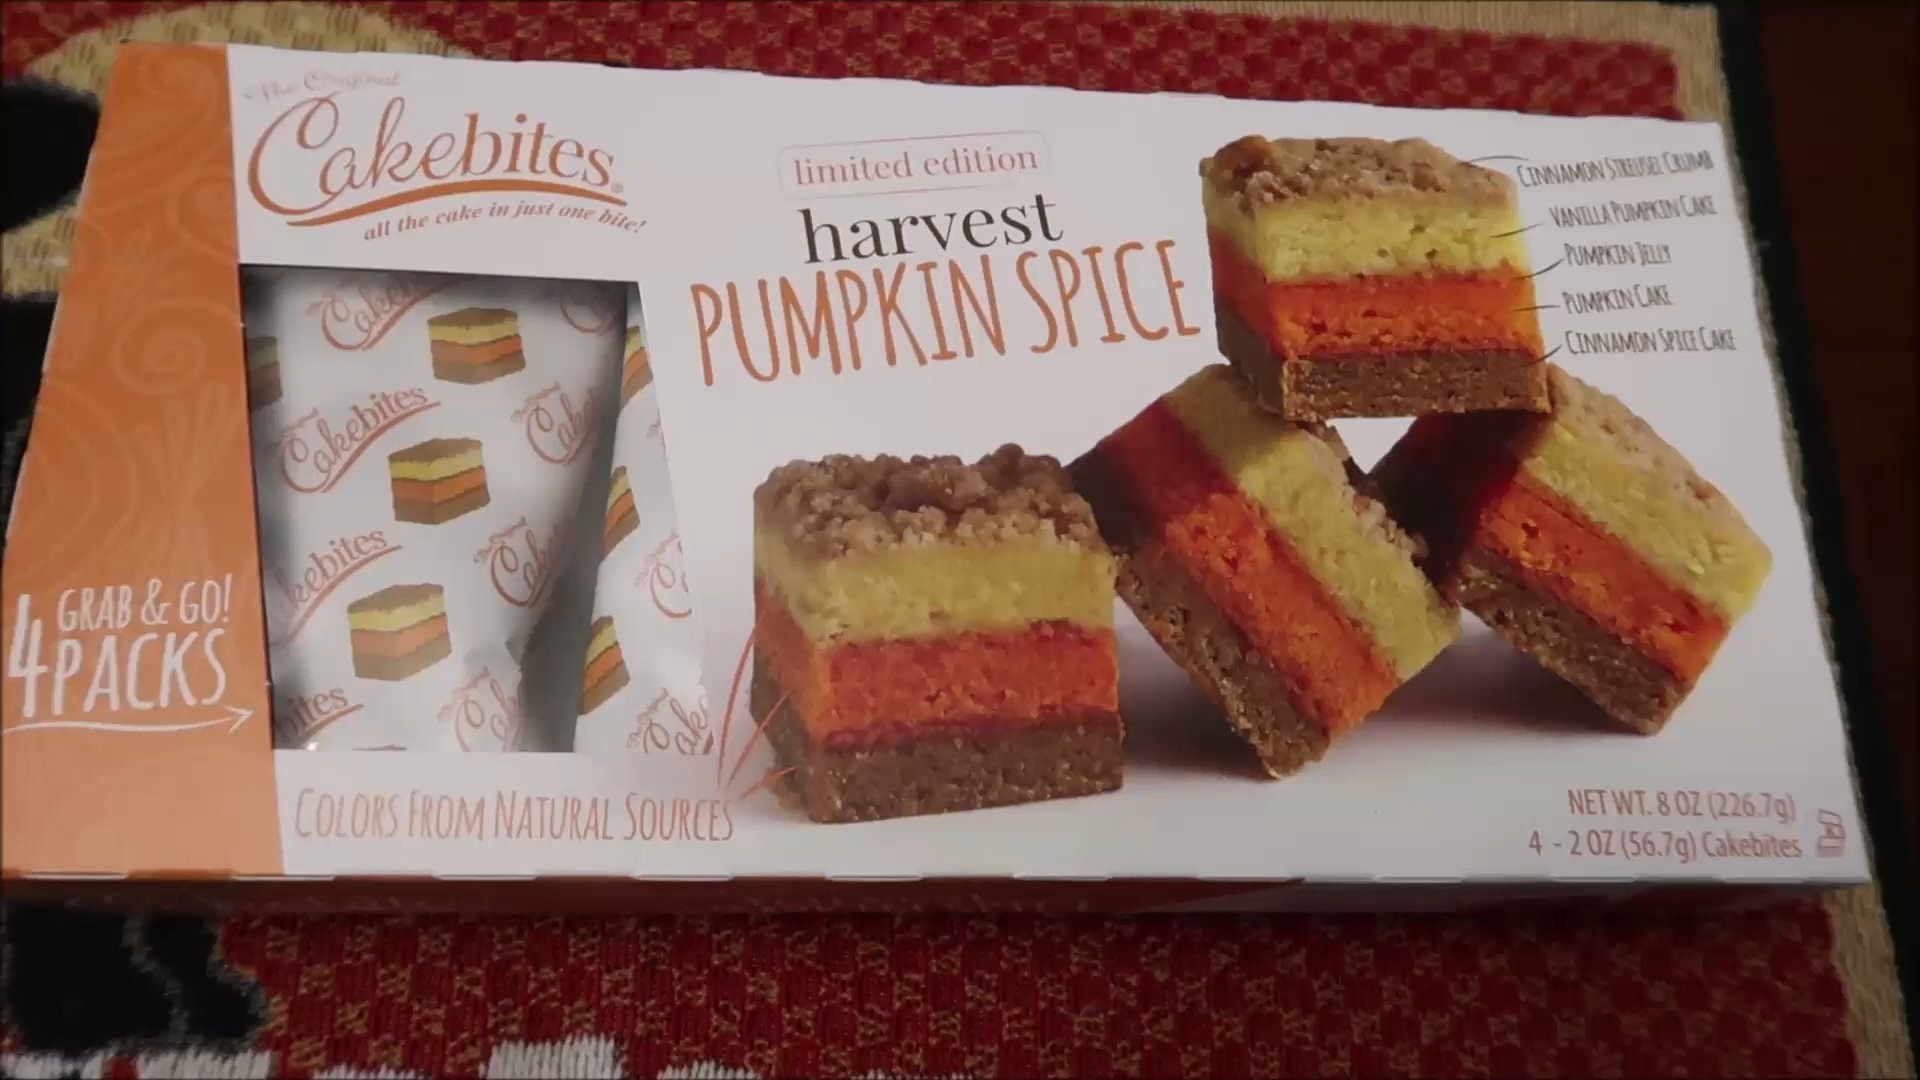 The Original
Cakebites®
all the cake in just one bite!
limited edition
harvest
PUMPKIN SPICE
CINNAMON STREUSEL CRUMB
VANILLA PUMPKIN CAKE
PUMPKIN JELLY
PUMPKIN CAKE
CINNAMON SPICE CAKE
Cakebites
Cakebites
4 GRAB & GO!
PACKS
COLORS FROM NATURAL SOURCES
NET WT. 8 OZ (226.7g)
4 - 2 OZ (56.7g) Cakebites